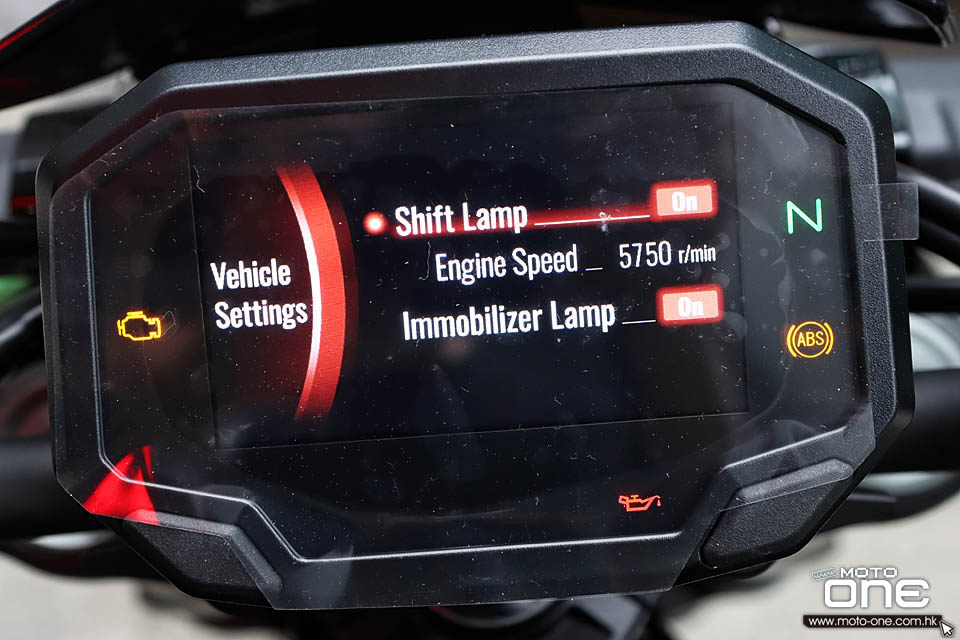 Vehicle
Settings
Shift Lamp On
Engine Speed 5750 r/min
Immobilizer Lamp On
N
ABS
www
MOTO
ONE
www.moto-one.com.hk